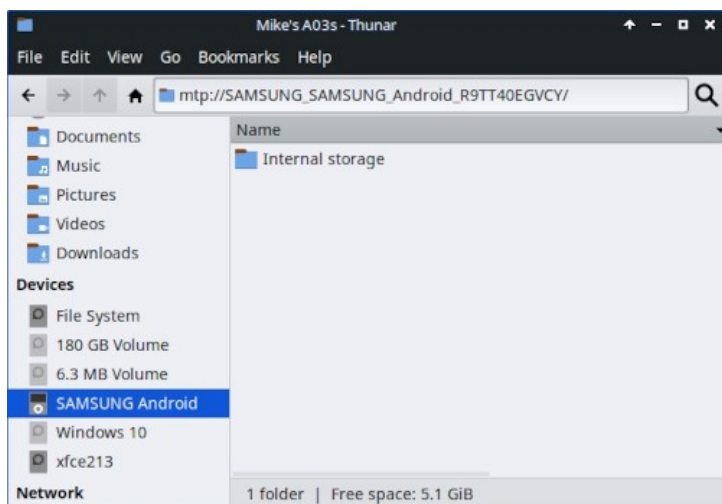 Mike's A03s - Thunar
File Edit View Go Bookmarks Help
mtp://SAMSUNG_SAMSUNG_Android_R9TT40EGVCY/
Documents
Music
Pictures
Videos
Downloads
Devices
File System
180 GB Volume
6.3 MB Volume
SAMSUNG Android
Windows 10
xfce213
Network
Name
Internal storage
1 folder | Free space: 5.1 GiB